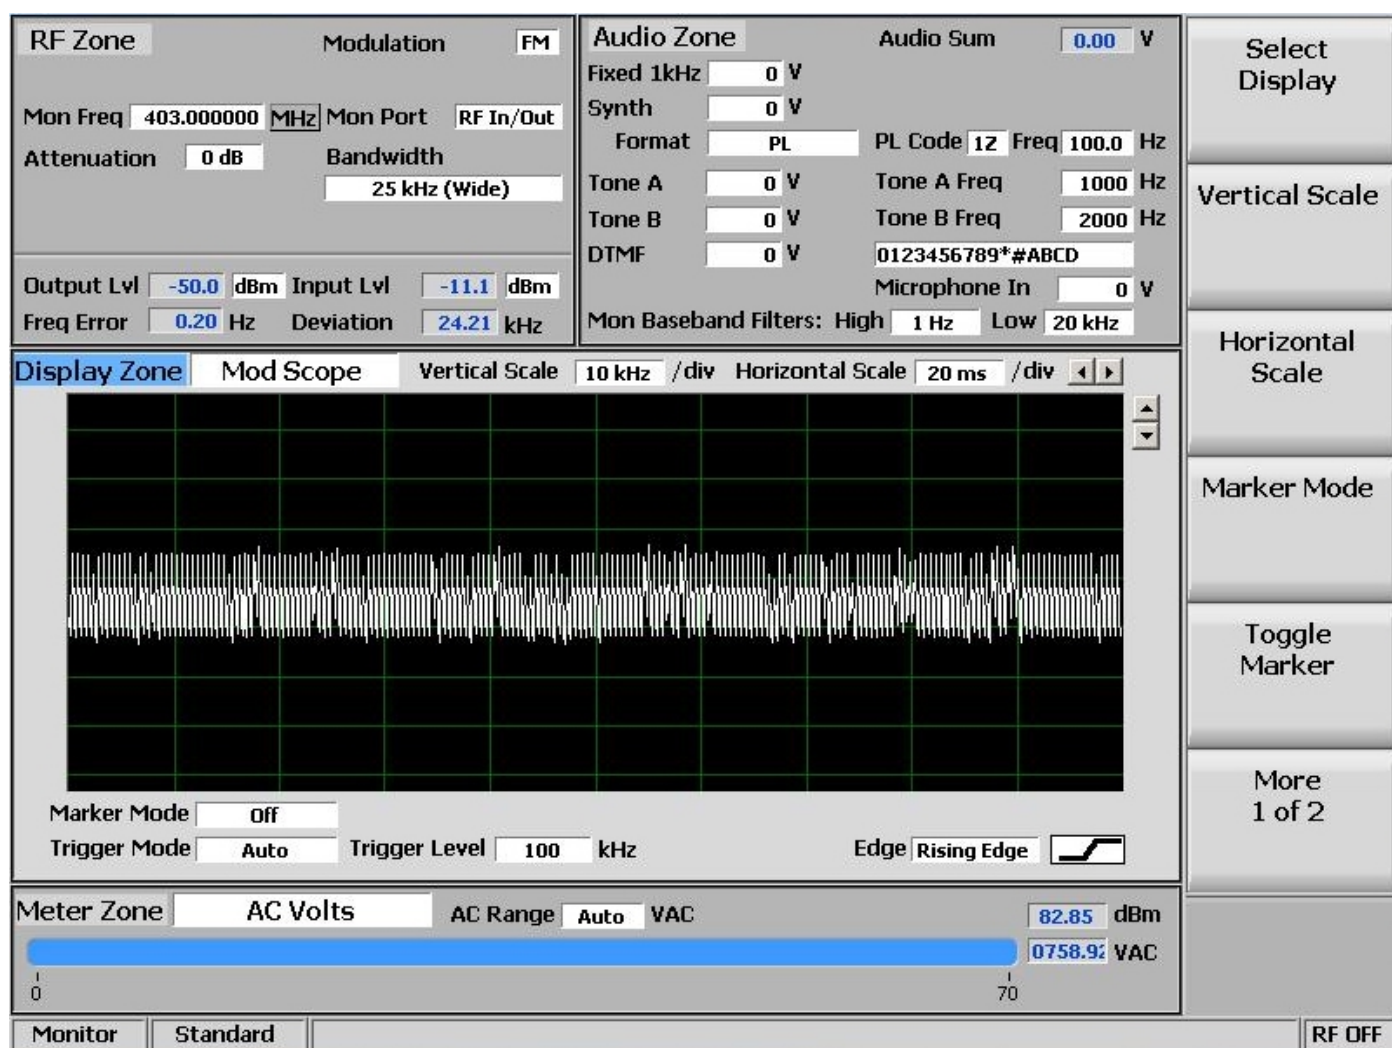 RF Zone
Modulation FM
Mon Freq 403.000000 MHz Mon Port RF In/Out
Attenuation 0 dB Bandwidth
25 kHz (Wide)
Output Lvl -50.0 dBm Input Lvl -11.1 dBm
Freq Error 0.20 Hz Deviation 24.21 kHz
Audio Zone Audio Sum 0.00 V
Fixed 1kHz 0 V
Synth 0 V
Format PL PL Code 1Z Freq 100.0 Hz
Tone A 0 V Tone A Freq 1000 Hz
Tone B 0 V Tone B Freq 2000 Hz
DTMF 0 V 0123456789*#ABCD
Microphone In 0 V
Mon Baseband Filters: High 1 Hz Low 20 kHz
Display Zone Mod Scope Vertical Scale 10 kHz /div Horizontal Scale 20 ms /div
Marker Mode Off
Trigger Mode Auto Trigger Level 100 kHz Edge Rising Edge
Meter Zone AC Volts AC Range Auto VAC 82.85 dBm
0758.92 VAC
0 70
Monitor Standard RF OFF
Select
Display
Vertical Scale
Horizontal
Scale
Marker Mode
Toggle
Marker
More
1 of 2